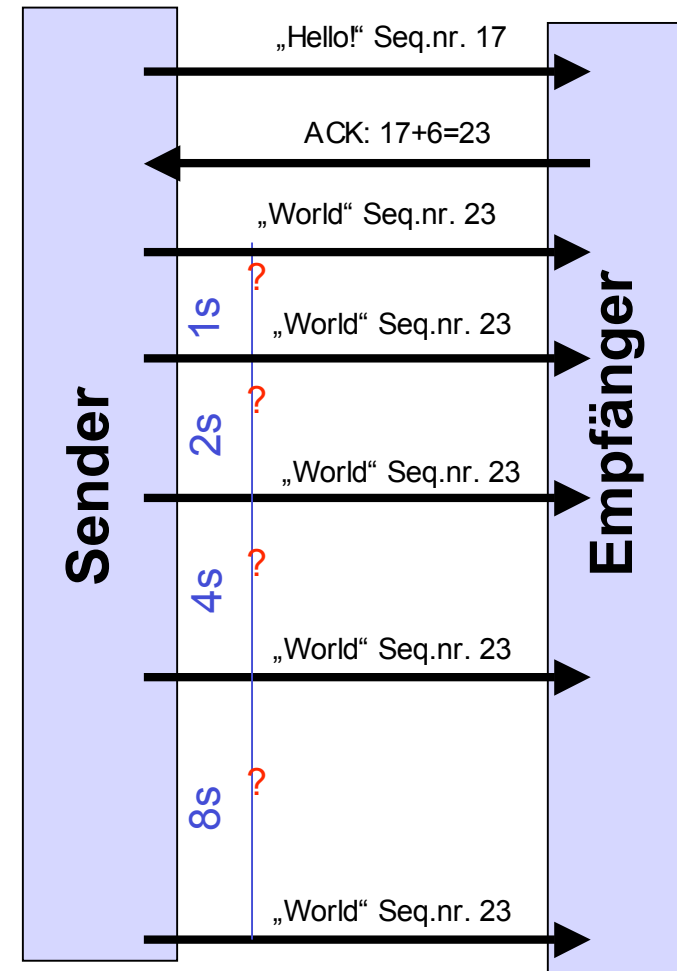 „Hello!“ Seq.nr. 17
ACK: 17+6=23
„World“ Seq.nr. 23
?
1s
„World“ Seq.nr. 23
?
2s
Sender
Empfänger
„World“ Seq.nr. 23
?
4s
„World“ Seq.nr. 23
?
8s
„World“ Seq.nr. 23